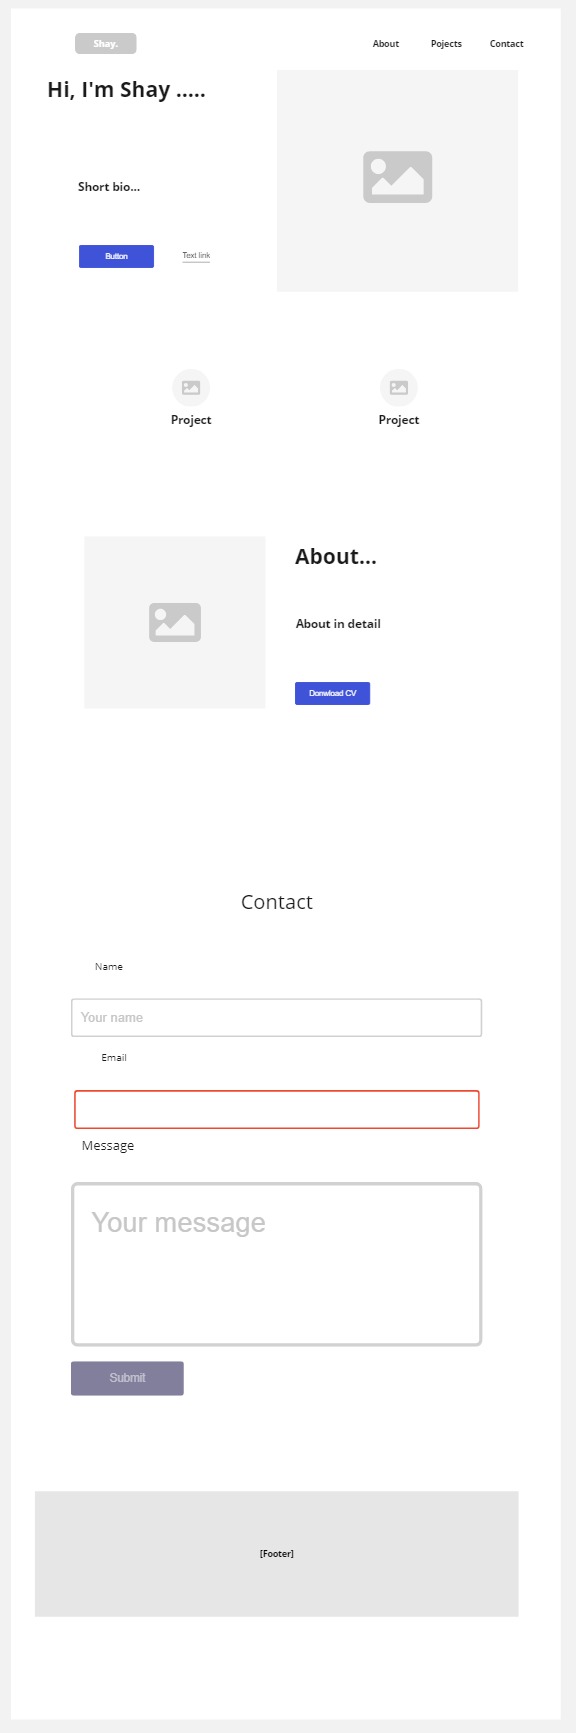 Shay.
About
Pojects
Contact
Hi, I'm Shay .....
Short bio...
Button
Text link
Project
Project
About...
About in detail
Donwload CV
Contact
Name
Your name
Email
Message
Your message
Submit
[Footer]